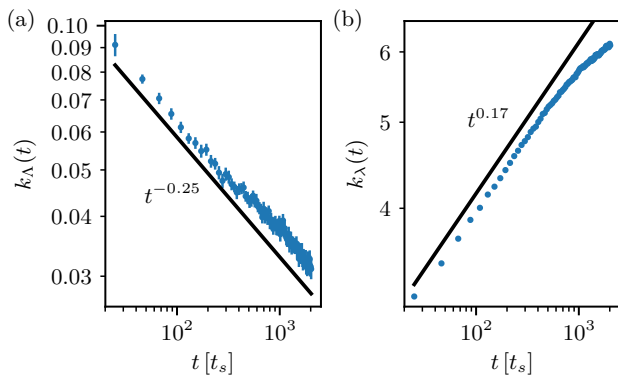 (a)
0.10
0.09
0.08
0.07
0.06
0.05
0.04
0.03
k_Λ(t)
t^{-0.25}
10^2
10^3
t [t_s]
(b)
6
5
4
k_λ(t)
t^{0.17}
10^2
10^3
t [t_s]